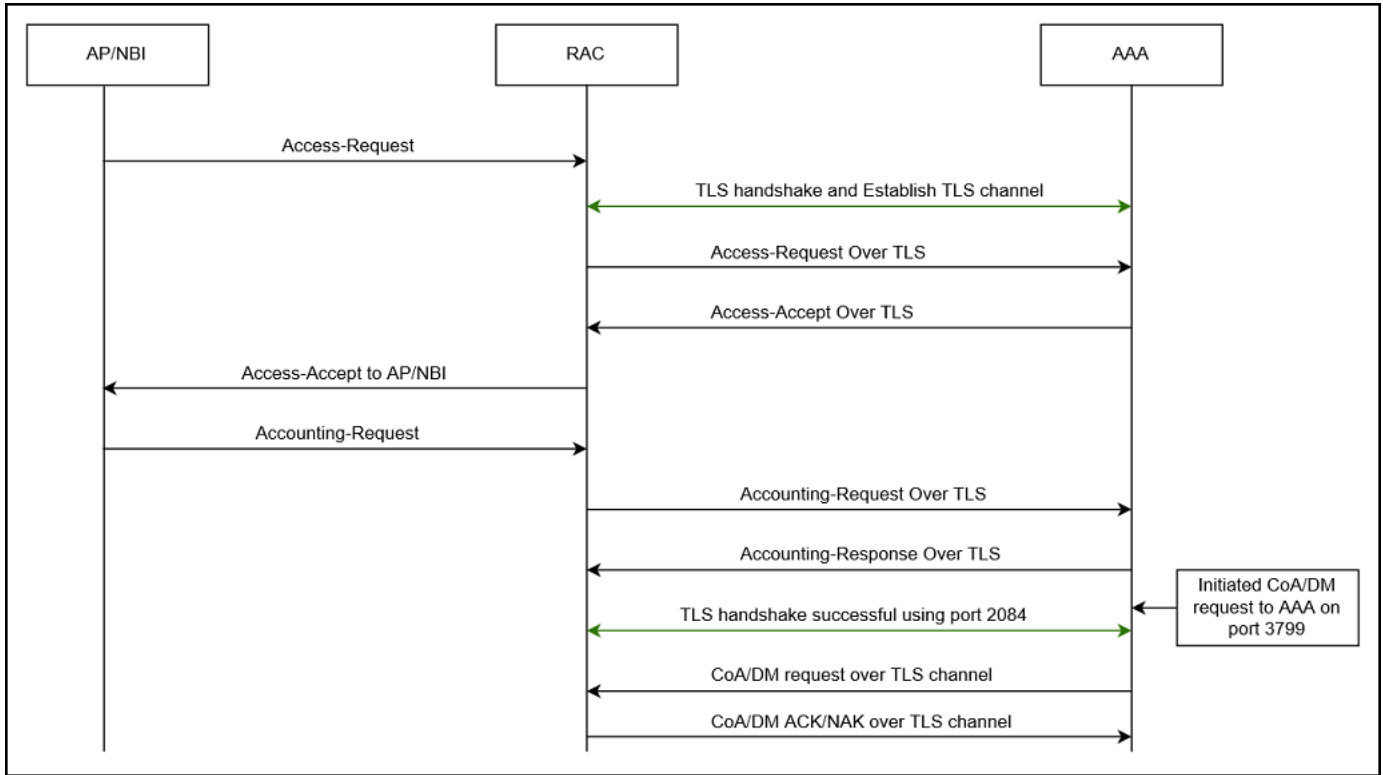 AP/NBI
RAC
AAA
Access-Request
TLS handshake and Establish TLS channel
Access-Request Over TLS
Access-Accept Over TLS
Access-Accept to AP/NBI
Accounting-Request
Accounting-Request Over TLS
Accounting-Response Over TLS
Initiated CoA/DM
request to AAA on
port 3799
TLS handshake successful using port 2084
CoA/DM request over TLS channel
CoA/DM ACK/NAK over TLS channel